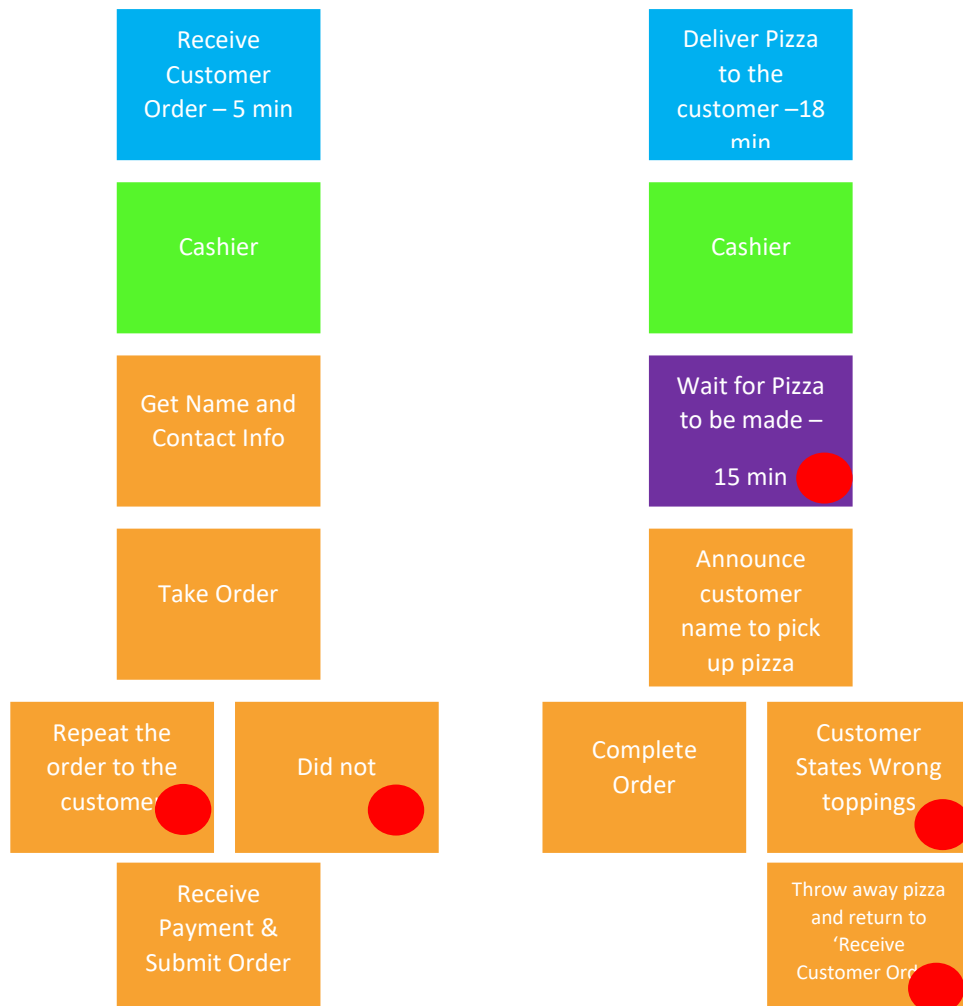 Receive
Customer
Order – 5 min
Cashier
Get Name and
Contact Info
Take Order
Repeat the
order to the
Did not
Receive
Payment &
Submit Order
Deliver Pizza
to the
customer –18
min
Cashier
Wait for Pizza
to be made –
15 min
Announce
customer
name to pick
up pizza
Complete
Order
Customer
States Wrong
toppings
Throw away pizza
and return to
‘Receive
Customer